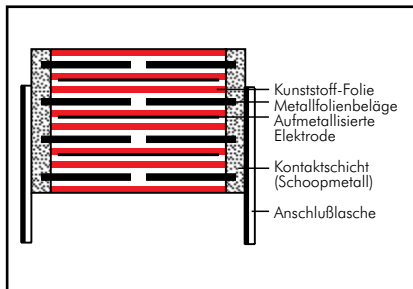 Kunststoff-Folie
Metallfolienbeläge
Aufmetallisierte
Elektrode
Kontaktschicht
(Schoopmetall)
Anschlußlasche